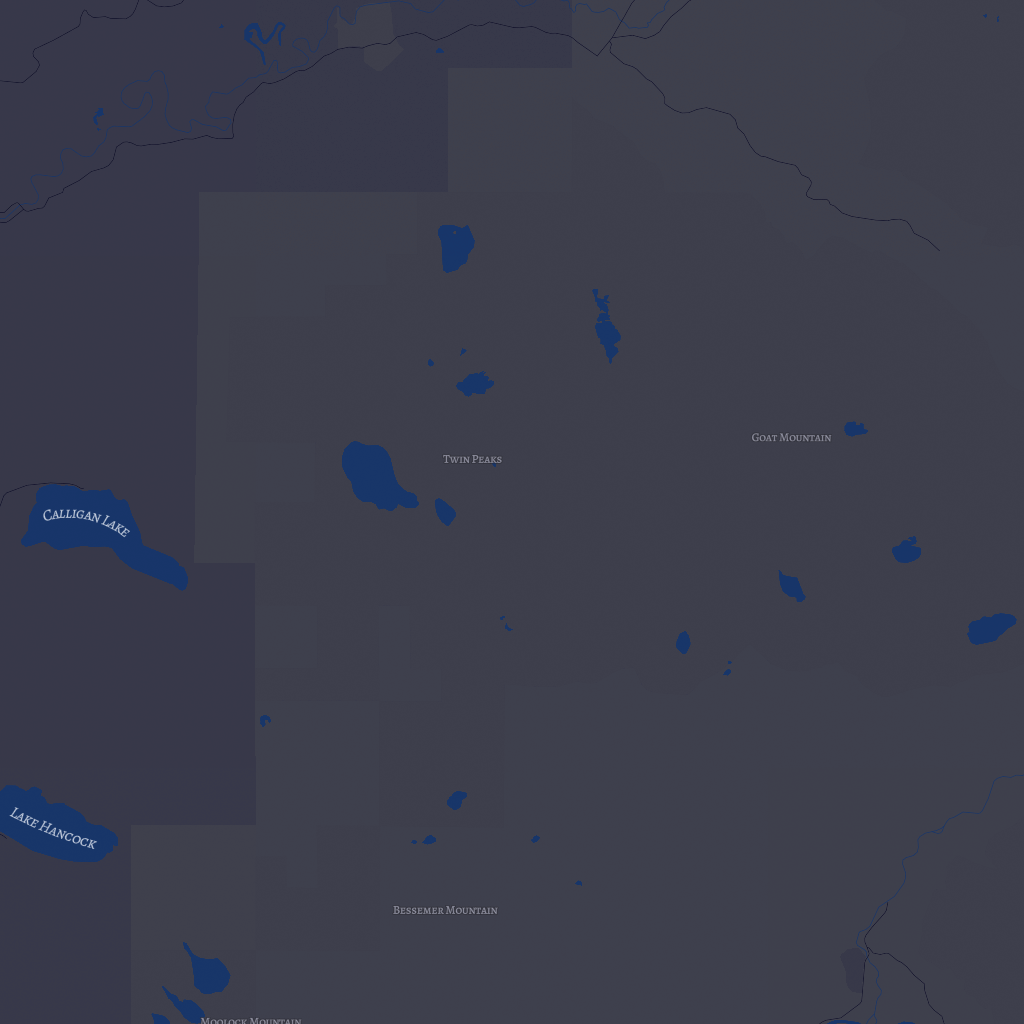 Goat Mountain
Twin Peaks
Calligan Lake
Lake Hancock
Bessemer Mountain
Moolock Mountain